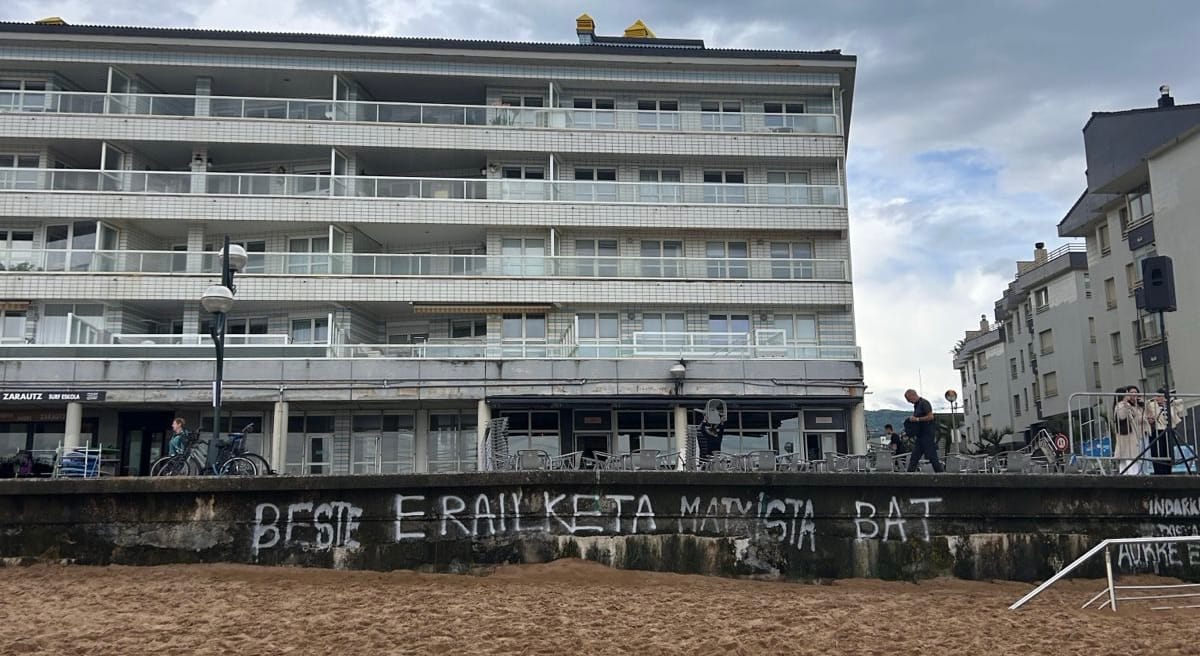 ZARAUTZ SURF ESKOLA
BESTE ERAILKETA MATXISTA BAT
INDARK
AURKE E